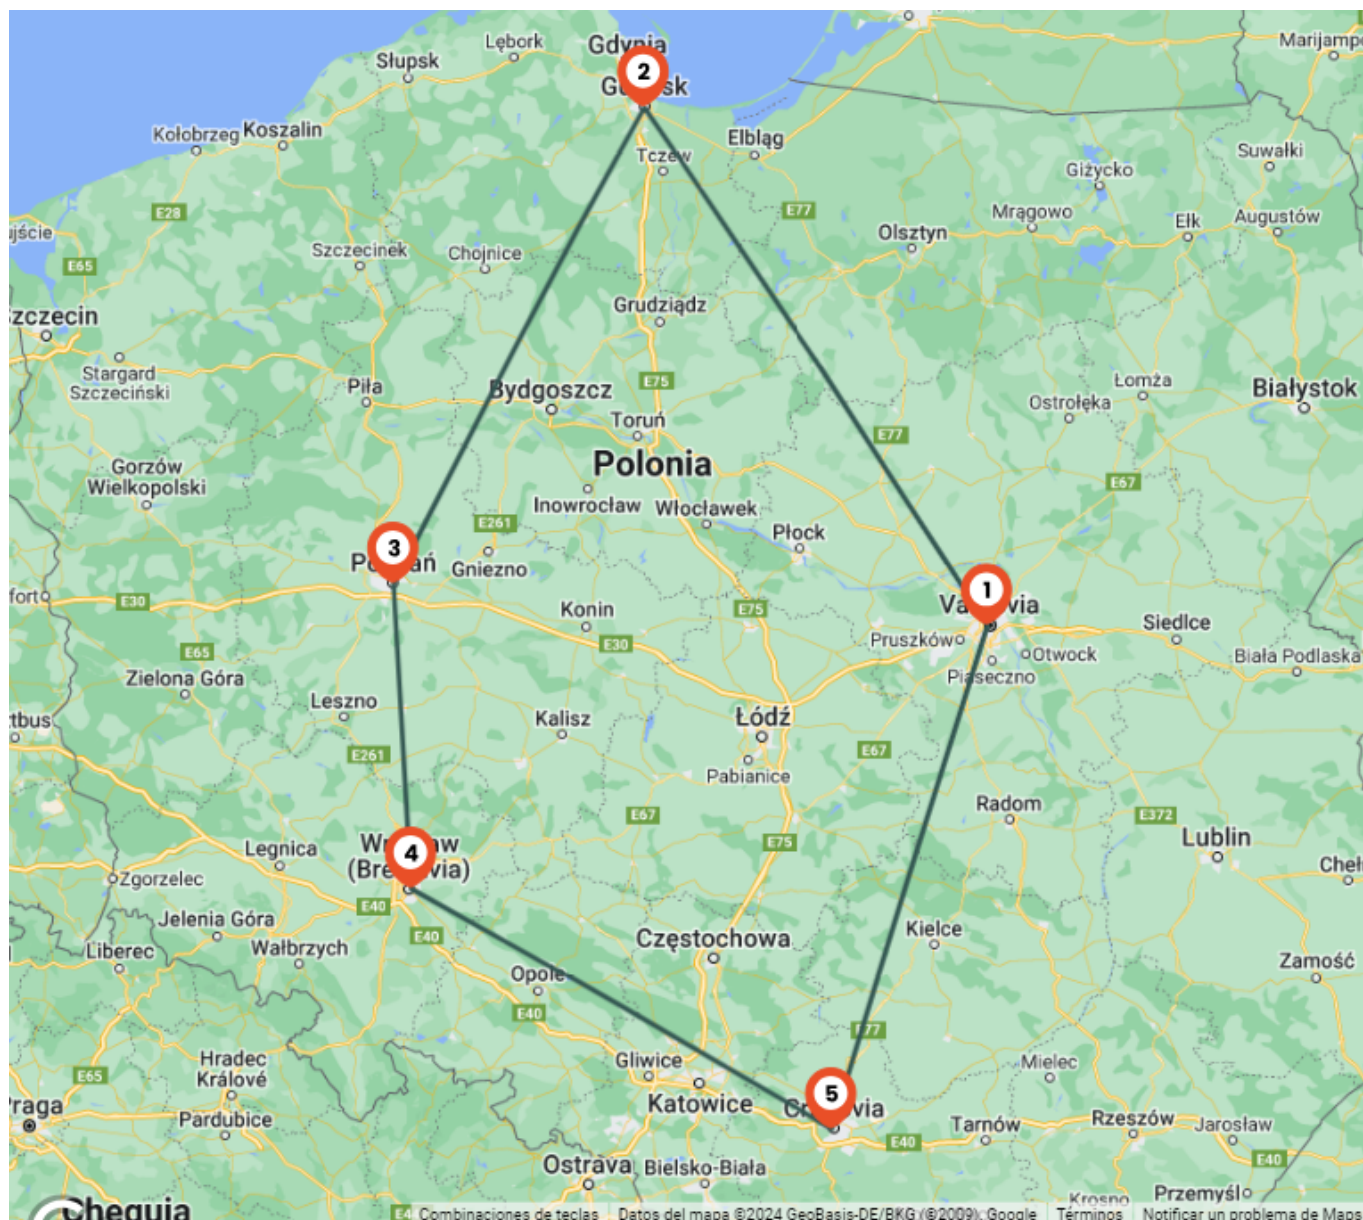 Lębork
Gdynia
Marijamp
Słupsk
2
Kołobrzeg
Koszalin
Elbląg
Tczew
Suwałki
Giżycko
E28
E77
Mrągowo
Ełk
Augustów
ujście
Olsztyn
Szczecinek
Chojnice
E65
Grudziądz
Szczecin
Stargard
Szczeciński
Piła
Bydgoszcz
E75
Łomża
Białystok
Ostrołęka
Toruń
E77
Polonia
Gorzów
Wielkopolski
E67
Inowrocław
Włocławek
E261
Płock
3
Gniezno
1
fort
E30
Konin
E75
Siedlce
Pruszków
E30
E65
Otwock
Biała Podlaska
Zielona Góra
Piaseczno
Leszno
ttbus
Kalisz
Łódź
E261
E67
Pabianice
Radom
E67
E372
Lublin
E75
Legnica
4
Zgorzelec
E40
Jelenia Góra
Kielce
E40
Częstochowa
Liberec
Wałbrzych
Zamość
Opole
E40
E77
Hradec
Králové
Gliwice
Mielec
E65
5
Katowice
Praga
Pardubice
Tarnów
Rzeszów
Jarosław
E40
E40
Ostrava
Bielsko-Biała
Przemyśl
Krosno
Chequia
Combinaciones de teclas
Datos del mapa ©2024 GeoBasis-DE/BKG (©2009), Google
Términos
Notificar un problema de Maps